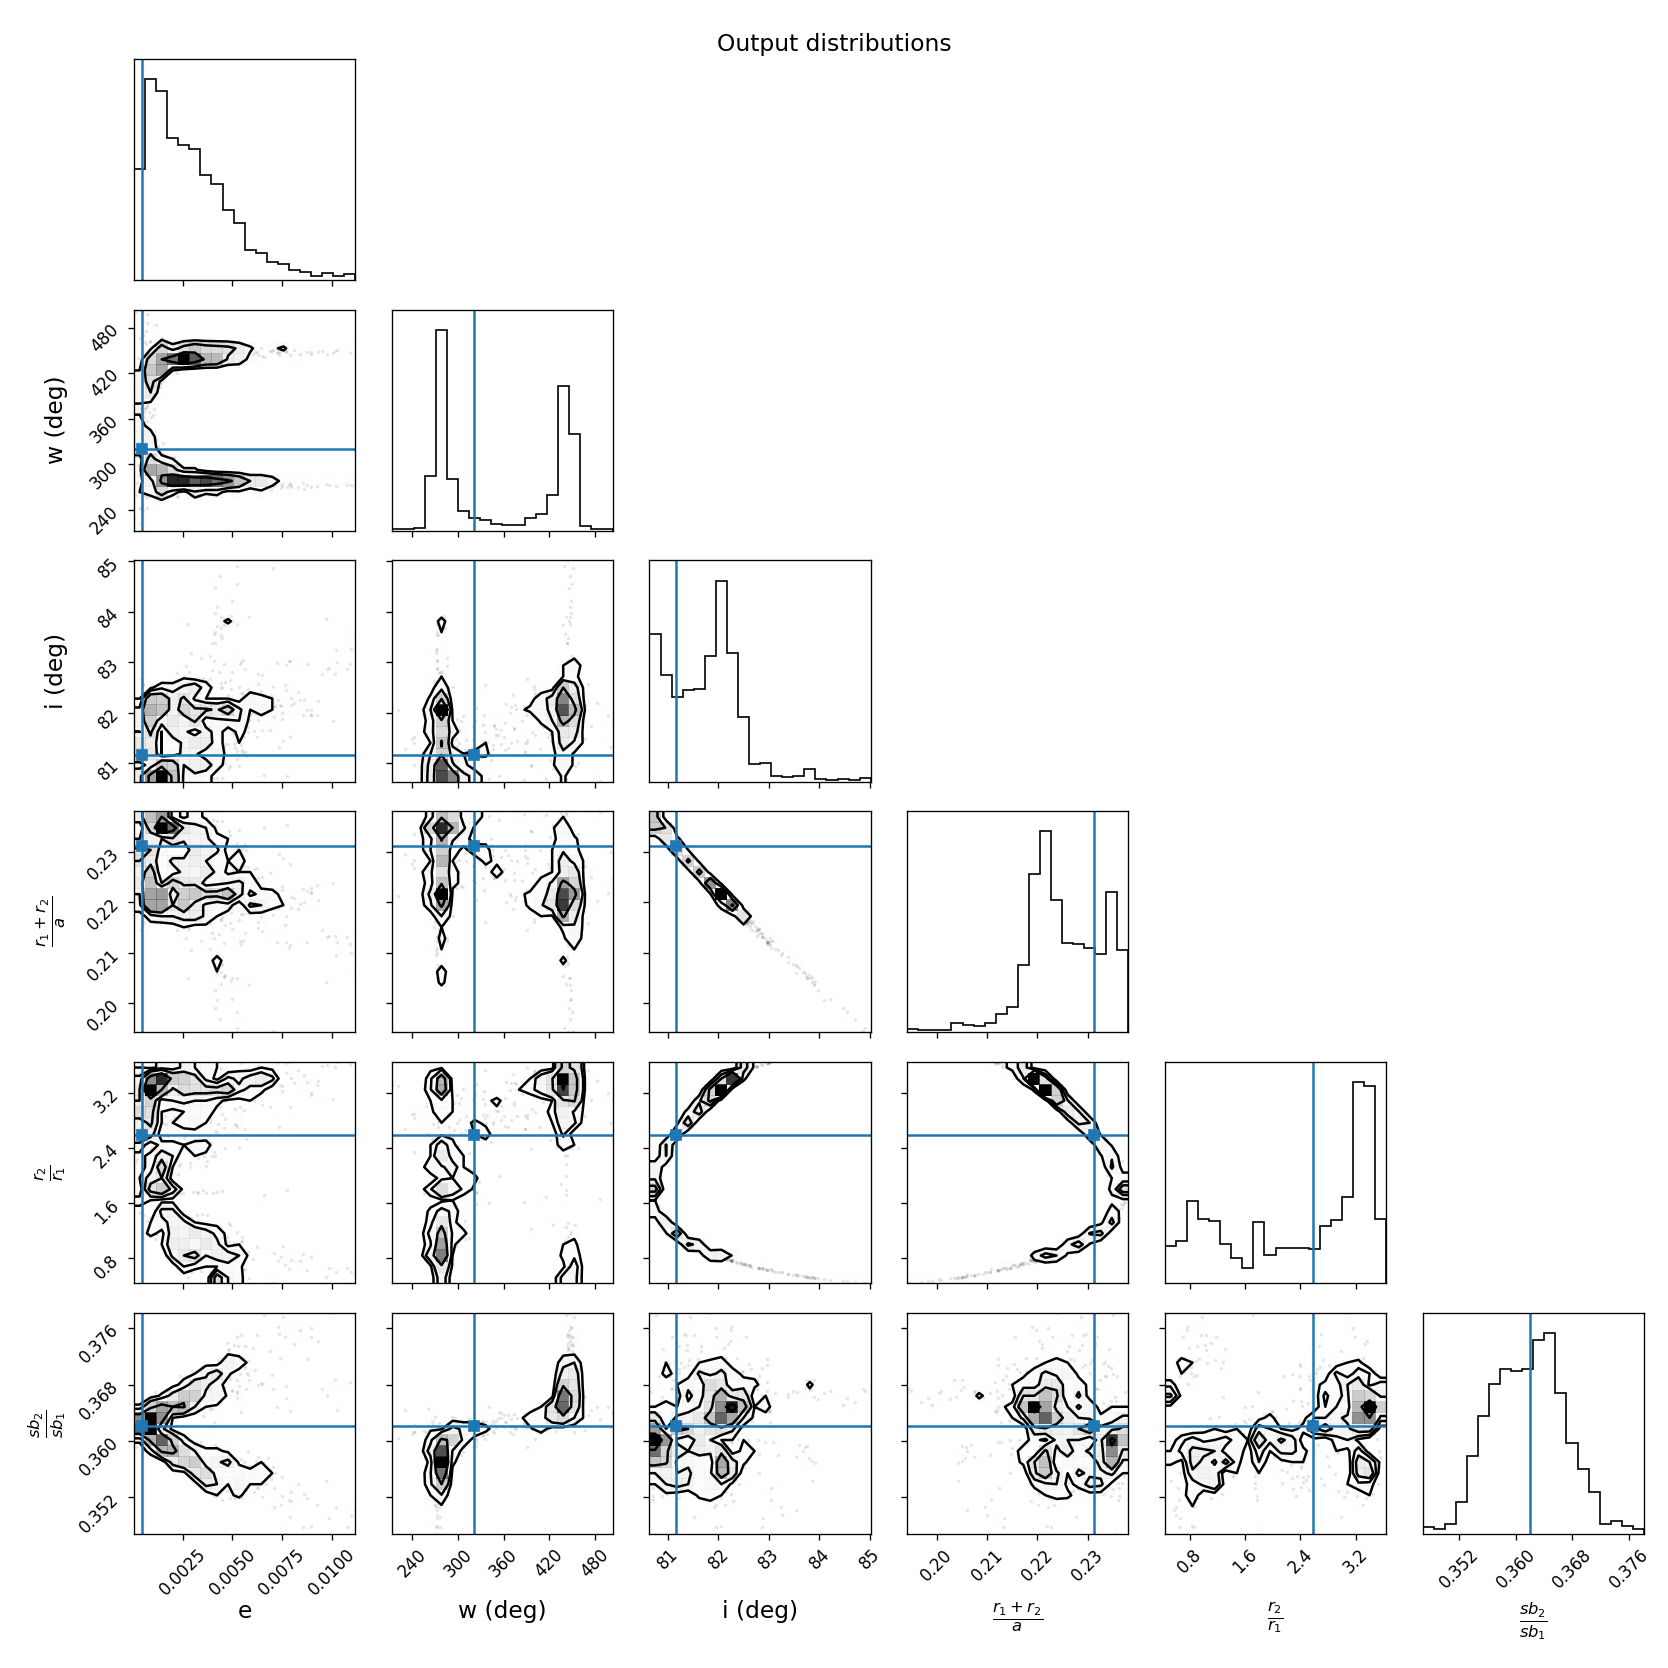 Output distributions
w (deg)
480
420
360
300
240
i (deg)
85
84
83
82
81
r₁ + r₂
a
0.23
0.22
0.21
0.20
r₂
r₁
3.2
2.4
1.6
0.8
sb₂
sb₁
0.376
0.368
0.360
0.352
0.0025 0.0050 0.0075 0.0100
240 300 360 420 480
81 82 83 84 85
0.20 0.21 0.22 0.23
0.8 1.6 2.4 3.2
0.352 0.360 0.368 0.376
e
w (deg)
i (deg)
r₁ + r₂
a
r₂
r₁
sb₂
sb₁